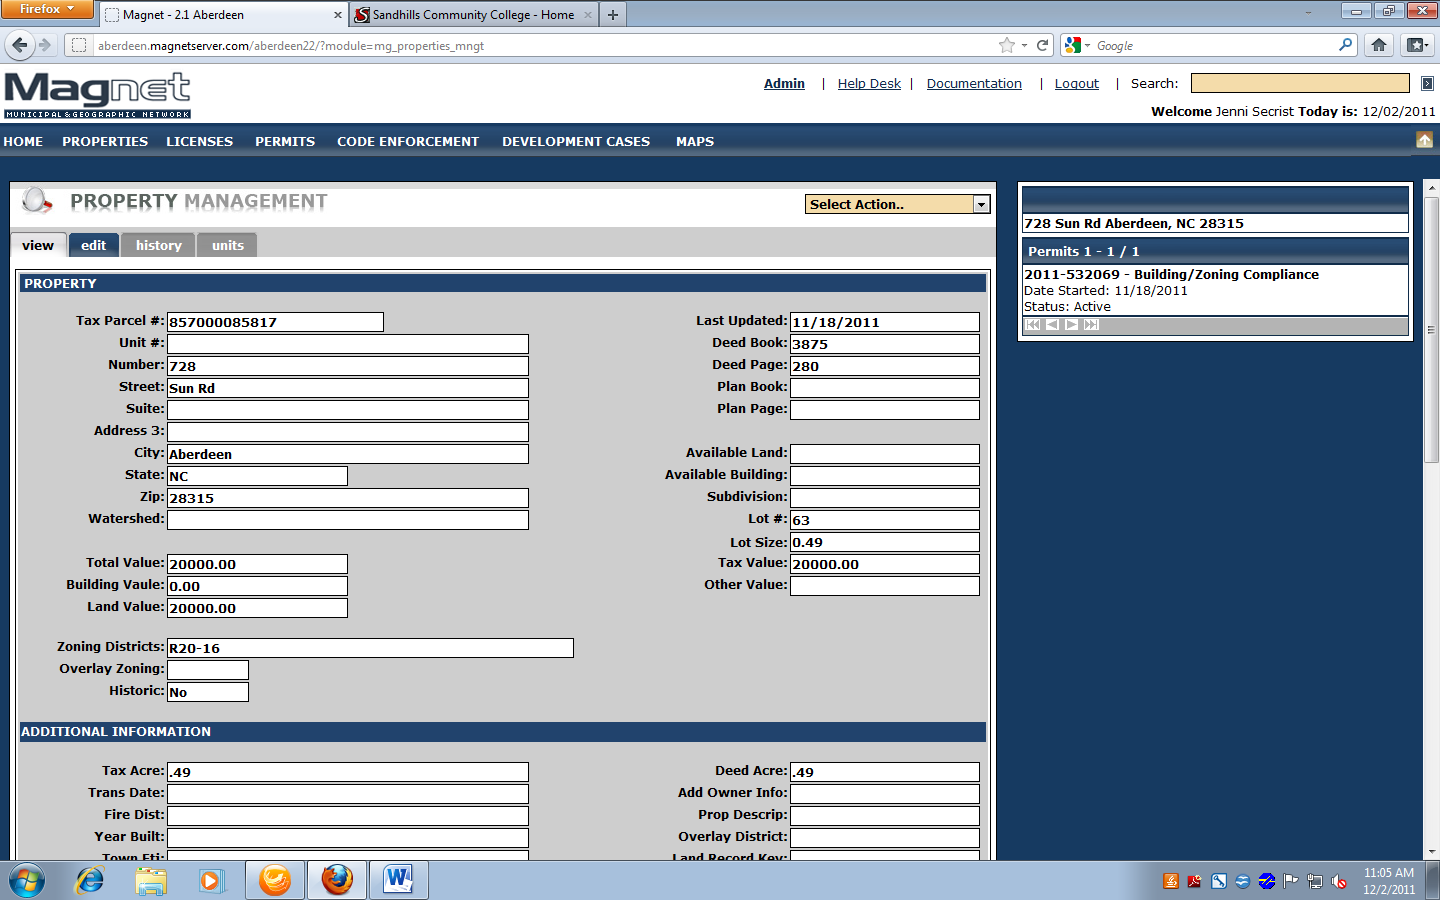 Firefox
Magnet - 2.1 Aberdeen
Sandhills Community College - Home
aberdeen.magnetserver.com/aberdeen22/?module=mg_properties_mngt
Google
Magnet
MUNICIPAL & GEOGRAPHIC NETWORK
Admin | Help Desk | Documentation | Logout | Search:
Welcome Jenni Secrist Today is: 12/02/2011
HOME PROPERTIES LICENSES PERMITS CODE ENFORCEMENT DEVELOPMENT CASES MAPS
PROPERTY MANAGEMENT
Select Action..
view edit history units
PROPERTY
Tax Parcel #: 857000085817
Unit #:
Number: 728
Street: Sun Rd
Suite:
Address 3:
City: Aberdeen
State: NC
Zip: 28315
Watershed:
Total Value: 20000.00
Building Vaule: 0.00
Land Value: 20000.00
Zoning Districts: R20-16
Overlay Zoning:
Historic: No
Last Updated: 11/18/2011
Deed Book: 3875
Deed Page: 280
Plan Book:
Plan Page:
Available Land:
Available Building:
Subdivision:
Lot #: 63
Lot Size: 0.49
Tax Value: 20000.00
Other Value:
ADDITIONAL INFORMATION
Tax Acre: .49
Trans Date:
Fire Dist:
Year Built:
Town Etj:
Deed Acre: .49
Add Owner Info:
Prop Descrip:
Overlay District:
Land Record Key:
728 Sun Rd Aberdeen, NC 28315
Permits 1 - 1 / 1
2011-532069 - Building/Zoning Compliance
Date Started: 11/18/2011
Status: Active
11:05 AM
12/2/2011